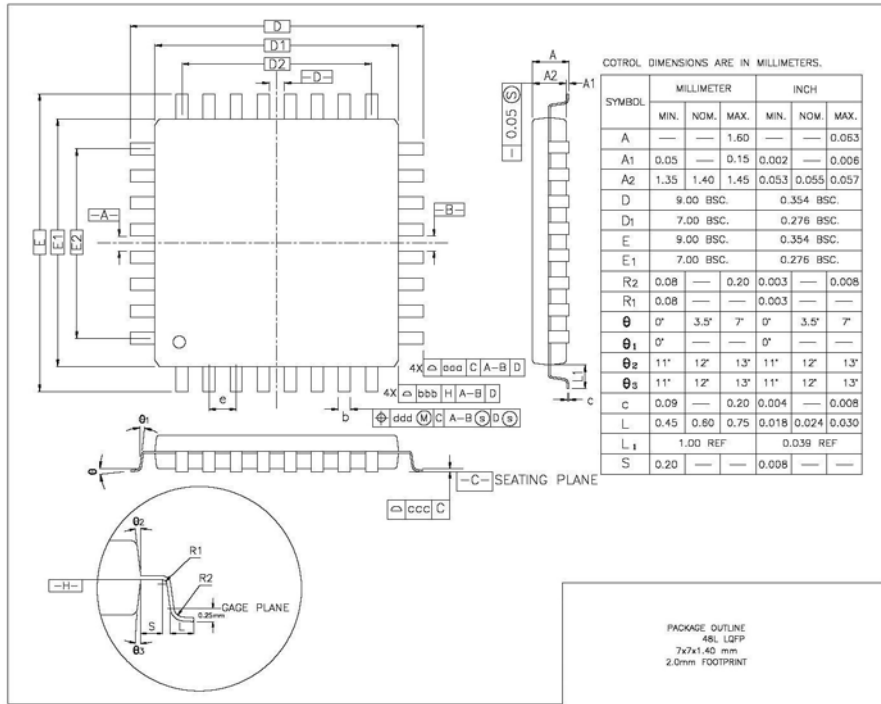 D
D1
D2
-D-
A
A2
A1
0.05 S
E
E1
E2
-A-
-B-
4X aaa C A-B D
4X bbb H A-B D
ddd M C A-B S D S
e
b
L1
c
θ1
θ
-C- SEATING PLANE
ccc C
θ2
R1
R2
-H-
GAGE PLANE
0.25mm
S
L
θ3
COTROL DIMENSIONS ARE IN MILLIMETERS.
SYMBOL MILLIMETER INCH
MIN. NOM. MAX. MIN. NOM. MAX.
A — — 1.60 — — 0.063
A1 0.05 — 0.15 0.002 — 0.006
A2 1.35 1.40 1.45 0.053 0.055 0.057
D 9.00 BSC. 0.354 BSC.
D1 7.00 BSC. 0.276 BSC.
E 9.00 BSC. 0.354 BSC.
E1 7.00 BSC. 0.276 BSC.
R2 0.08 — 0.20 0.003 — 0.008
R1 0.08 — — 0.003 — —
θ 0° 3.5° 7° 0° 3.5° 7°
θ1 0° — — 0° — —
θ2 11° 12° 13° 11° 12° 13°
θ3 11° 12° 13° 11° 12° 13°
c 0.09 — 0.20 0.004 — 0.008
L 0.45 0.60 0.75 0.018 0.024 0.030
L1 1.00 REF 0.039 REF
S 0.20 — — 0.008 — —
PACKAGE OUTLINE
48L LQFP
7x7x1.40 mm
2.0mm FOOTPRINT